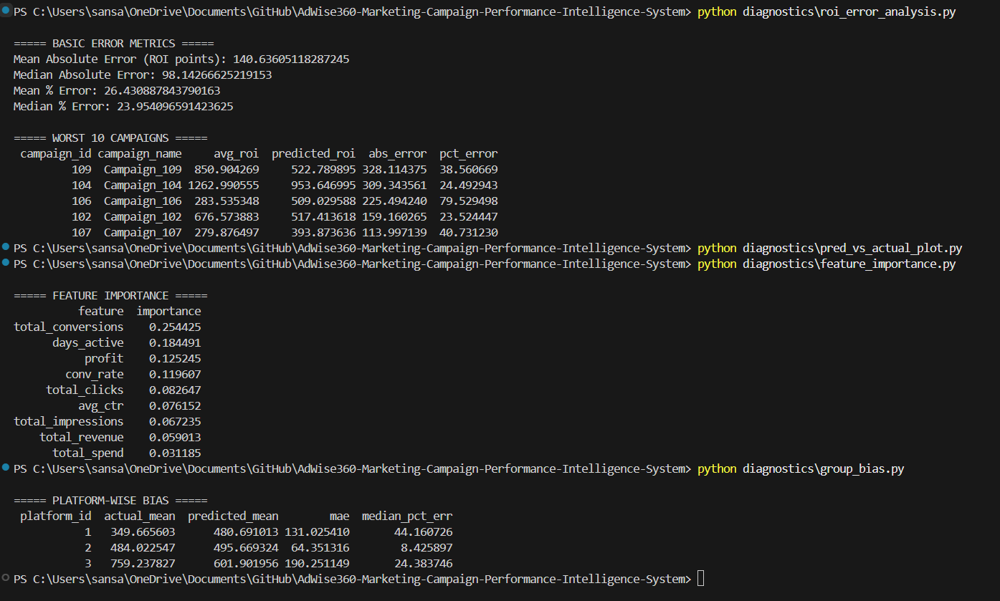 PS C:\Users\sansa\OneDrive\Documents\GitHub\AdWise360-Marketing-Campaign-Performance-Intelligence-System> python diagnostics\roi_error_analysis.py
===== BASIC ERROR METRICS =====
Mean Absolute Error (ROI points): 140.63605118287245
Median Absolute Error: 98.14266625219153
Mean % Error: 26.430887843790163
Median % Error: 23.954096591423625
===== WORST 10 CAMPAIGNS =====
campaign_id campaign_name avg_roi predicted_roi abs_error pct_error
109 Campaign_109 850.904269 522.789895 328.114375 38.560669
104 Campaign_104 1262.990555 953.646995 309.343561 24.492943
106 Campaign_106 283.535348 509.029588 225.494240 79.529498
102 Campaign_102 676.573883 517.413618 159.160265 23.524447
107 Campaign_107 279.876497 393.873636 113.997139 40.731230
PS C:\Users\sansa\OneDrive\Documents\GitHub\AdWise360-Marketing-Campaign-Performance-Intelligence-System> python diagnostics\pred_vs_actual_plot.py
PS C:\Users\sansa\OneDrive\Documents\GitHub\AdWise360-Marketing-Campaign-Performance-Intelligence-System> python diagnostics\feature_importance.py
===== FEATURE IMPORTANCE =====
feature importance
total_conversions 0.254425
days_active 0.184491
profit 0.125245
conv_rate 0.119607
total_clicks 0.082647
avg_ctr 0.076152
total_impressions 0.067235
total_revenue 0.059013
total_spend 0.031185
PS C:\Users\sansa\OneDrive\Documents\GitHub\AdWise360-Marketing-Campaign-Performance-Intelligence-System> python diagnostics\group_bias.py
===== PLATFORM-WISE BIAS =====
platform_id actual_mean predicted_mean mae median_pct_err
1 349.665603 480.691013 131.025410 44.160726
2 484.022547 495.669324 64.351316 8.425897
3 759.237827 601.901956 190.251149 24.383746
PS C:\Users\sansa\OneDrive\Documents\GitHub\AdWise360-Marketing-Campaign-Performance-Intelligence-System>